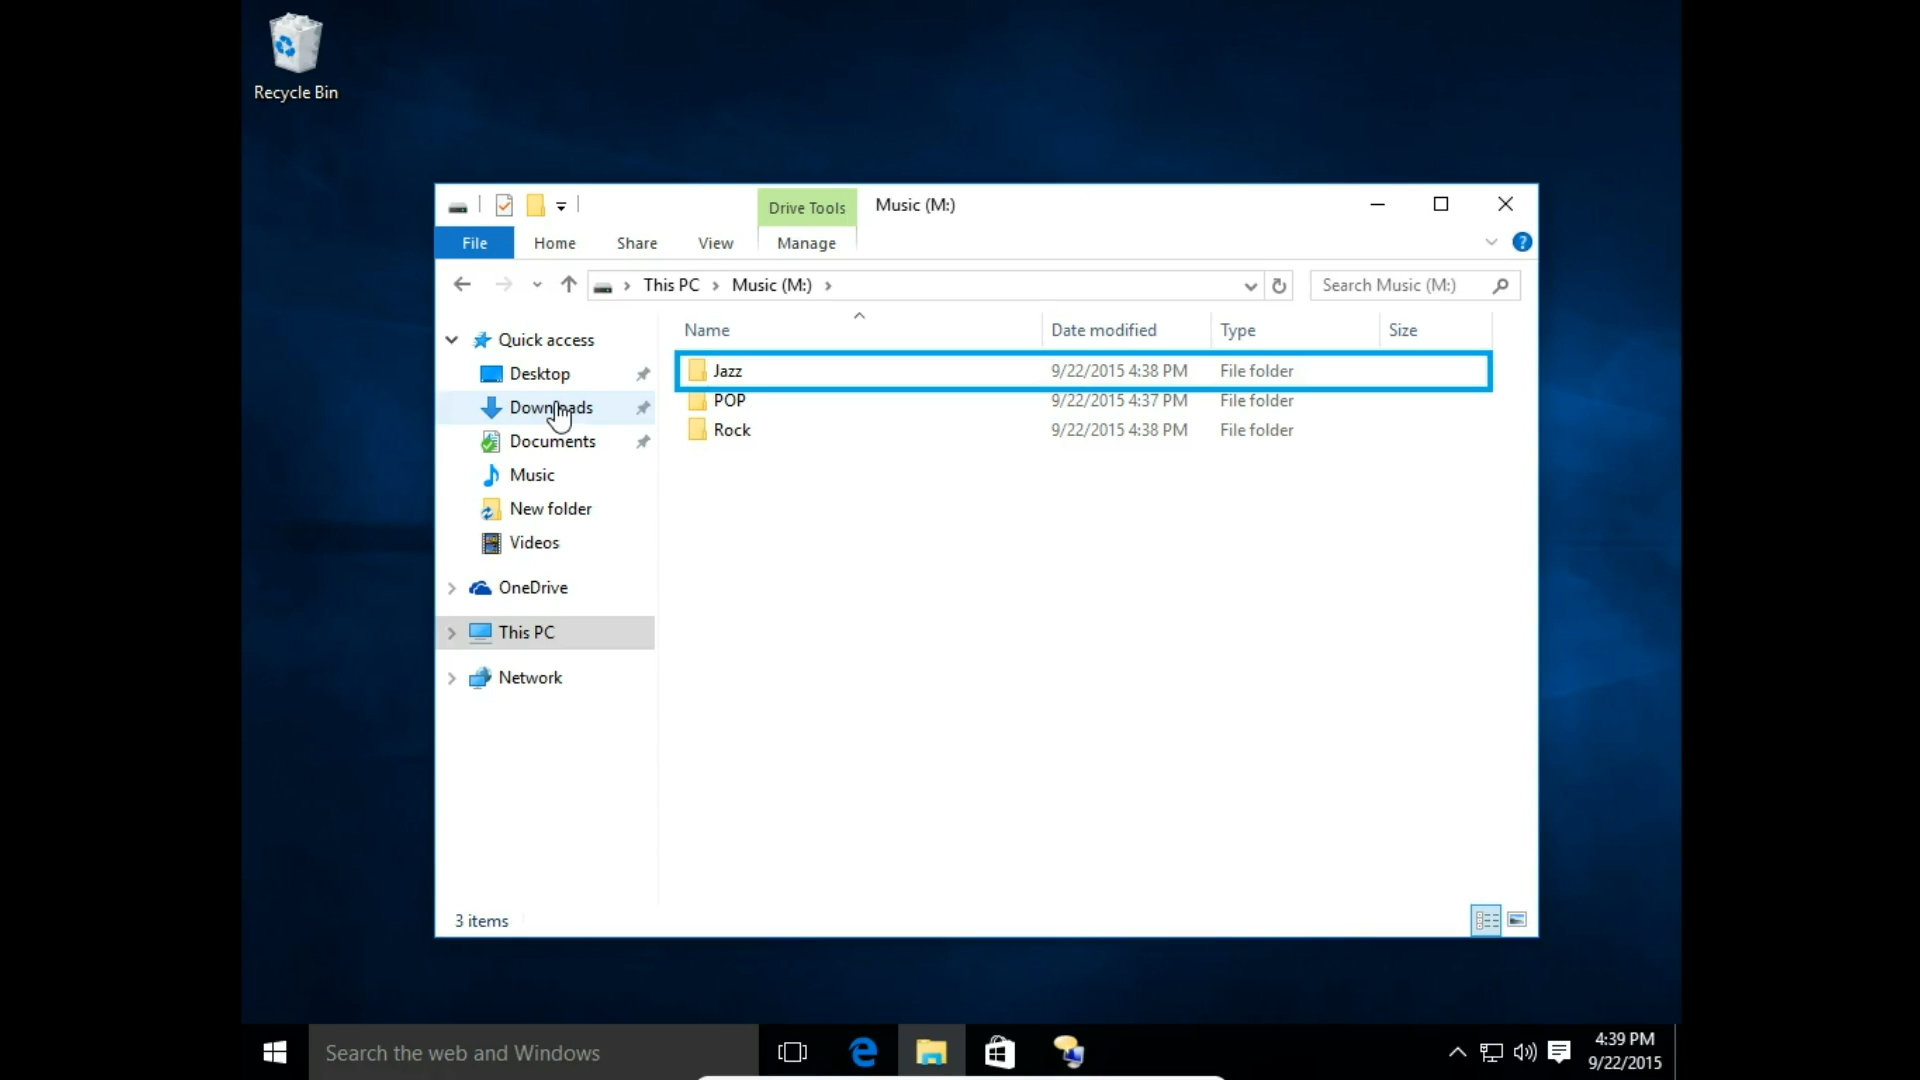 Recycle Bin
Drive Tools
Music (M:)
File
Home
Share
View
Manage
?
This PC
Music (M:)
Search Music (M:)
Name
Date modified
Type
Size
Quick access
Desktop
Downloads
Documents
Music
New folder
Videos
OneDrive
This PC
Network
Jazz 9/22/2015 4:38 PM File folder
POP 9/22/2015 4:37 PM File folder
Rock 9/22/2015 4:38 PM File folder
3 items
Search the web and Windows
4:39 PM
9/22/2015